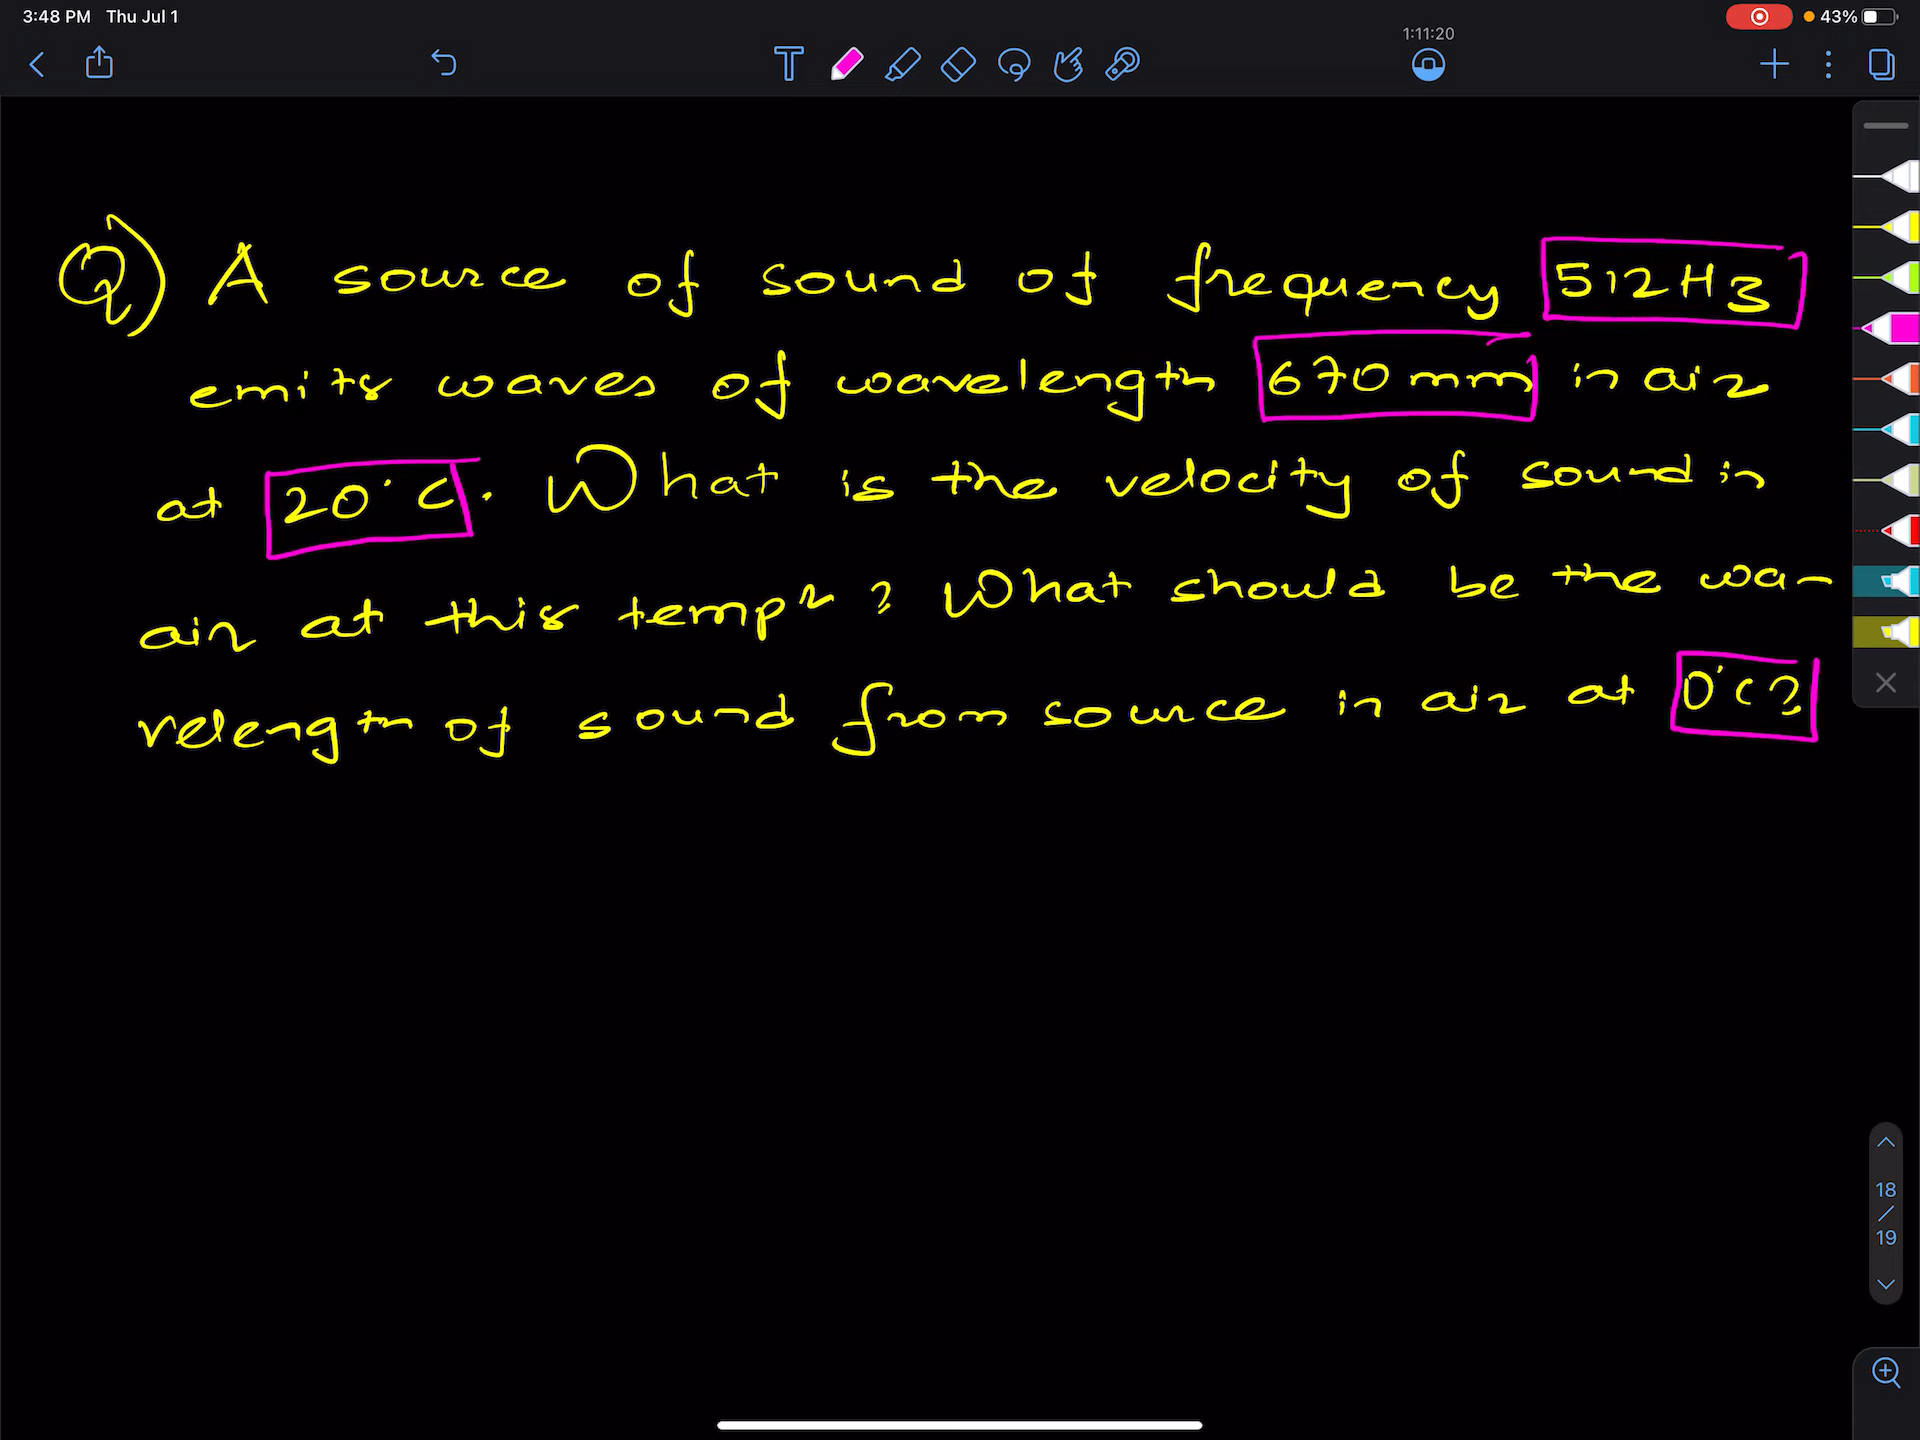 3:48 PM Thu Jul 1
43%
1:11:20
T
Q) A source of sound of frequency 512Hz
emits waves of wavelength 670 mm in air
at 20°C. What is the velocity of sound in
air at this tempr? What should be the wa-
velength of sound from source in air at 0°C?
18
/
19